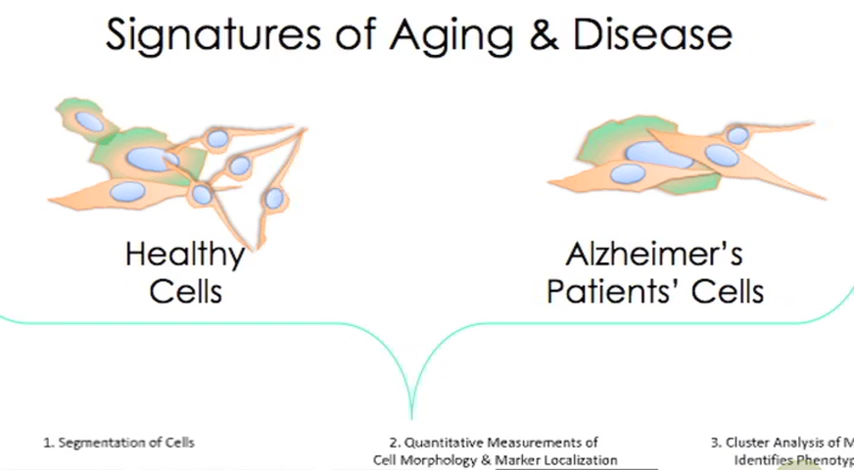 Signatures of Aging & Disease
Healthy
Cells
Alzheimer's
Patients' Cells
1. Segmentation of Cells
2. Quantitative Measurements of
Cell Morphology & Marker Localization
3. Cluster Analysis of M
Identifies Phenotyp